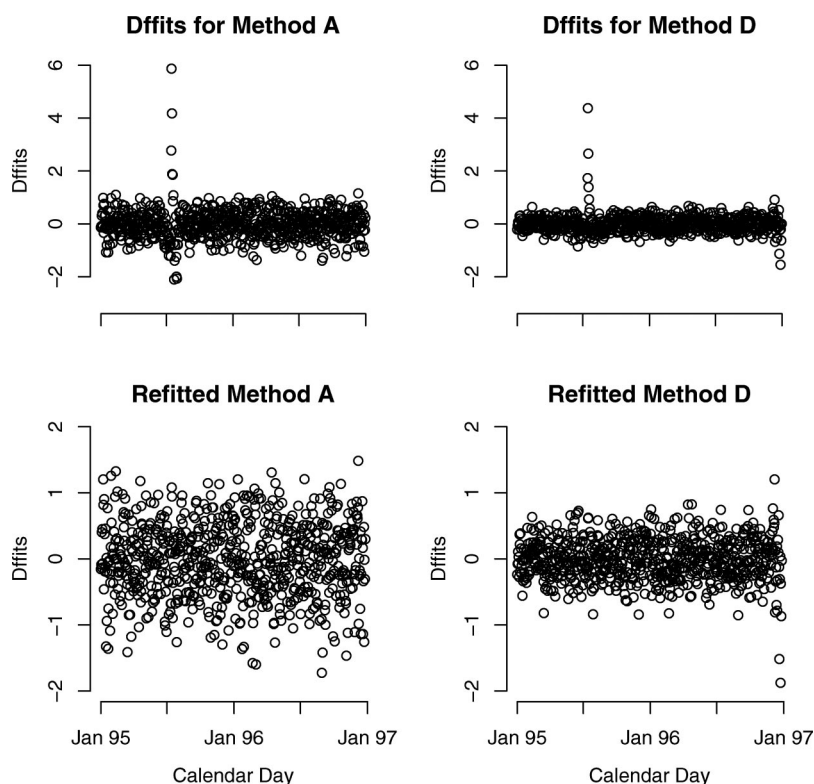 Dffits for Method A
Dffits for Method D
Dffits
6
4
2
0
−2
Dffits
6
4
2
0
−2
Refitted Method A
Refitted Method D
Dffits
2
1
0
−1
−2
Dffits
2
1
0
−1
−2
Jan 95
Jan 96
Jan 97
Jan 95
Jan 96
Jan 97
Calendar Day
Calendar Day